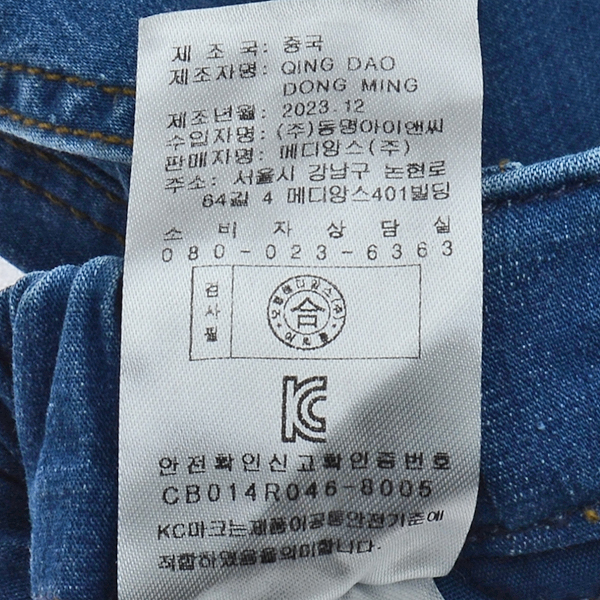 제 조 국: 중국
제조자명: QING DAO
DONG MING
제조년월: 2023.12
수입자명: (주)동명아이앤씨
판매자명: 메디앙스(주)
주소: 서울시 강남구 논현로
64길 4 메디앙스401빌딩
소 비 자 상 담 실
080-023-6363
검사필
合
KC
안전확인신고확인증번호
CB014R046-8005
KC마크는제품이공통안전기준에
적합하였음을의미합니다.